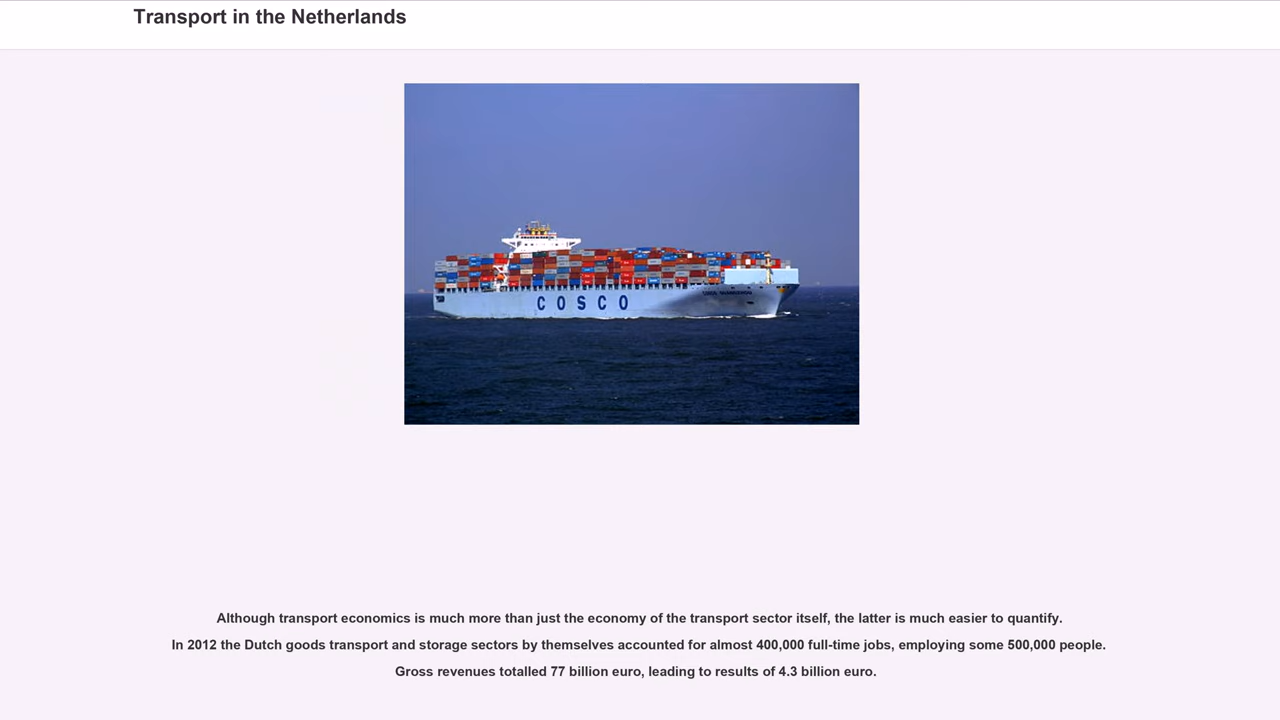 Transport in the Netherlands
COSCO
Although transport economics is much more than just the economy of the transport sector itself, the latter is much easier to quantify.
In 2012 the Dutch goods transport and storage sectors by themselves accounted for almost 400,000 full-time jobs, employing some 500,000 people.
Gross revenues totalled 77 billion euro, leading to results of 4.3 billion euro.